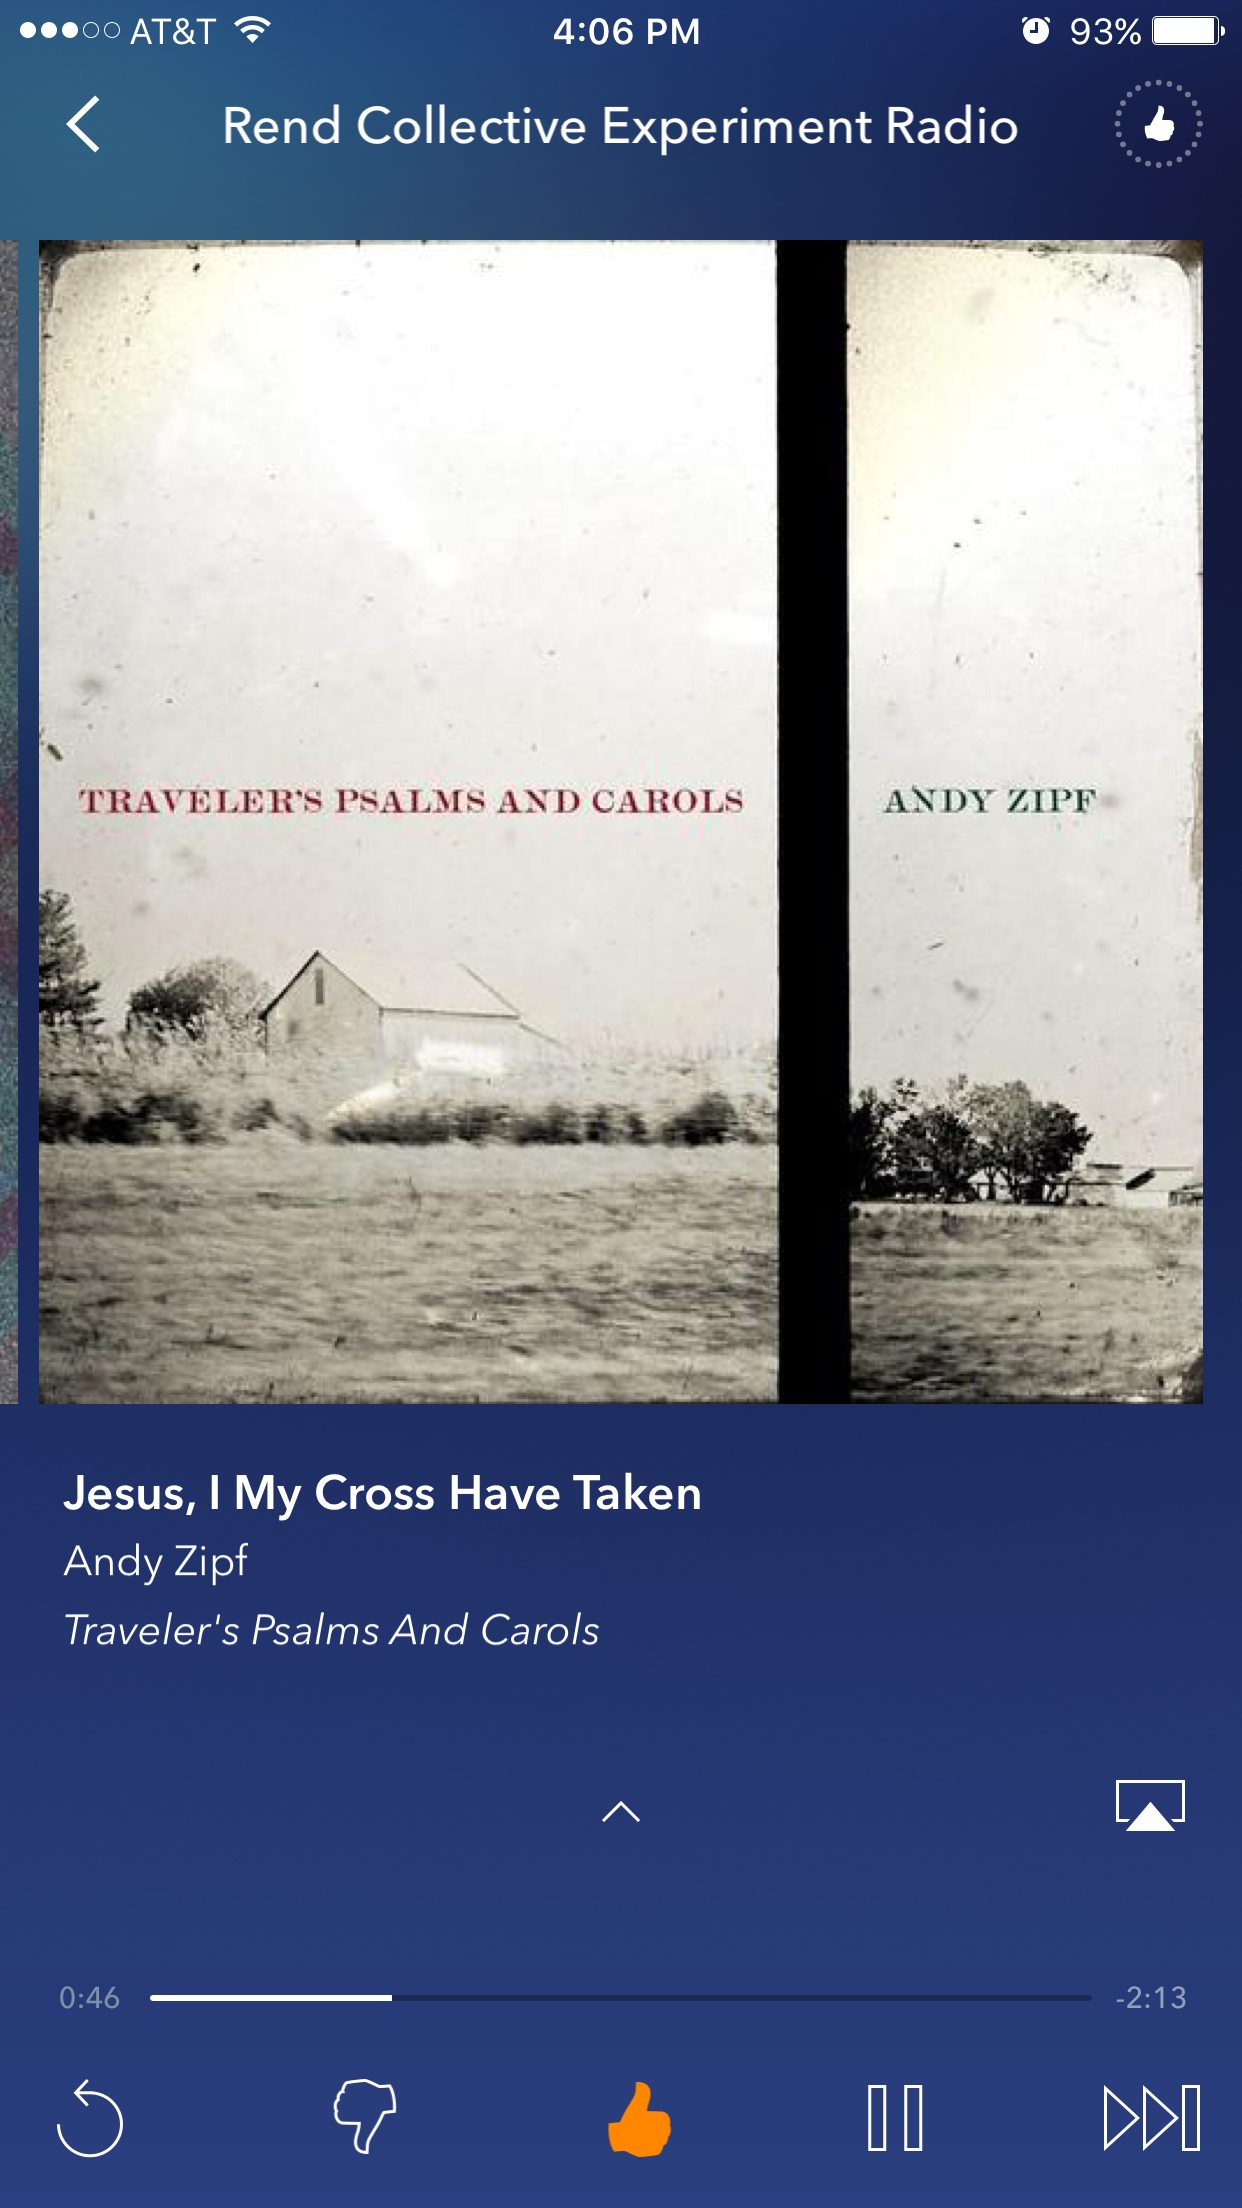 AT&T 4:06 PM 93%
Rend Collective Experiment Radio
TRAVELER'S PSALMS AND CAROLS ANDY ZIPF
Jesus, I My Cross Have Taken
Andy Zipf
Traveler's Psalms And Carols
0:46 -2:13